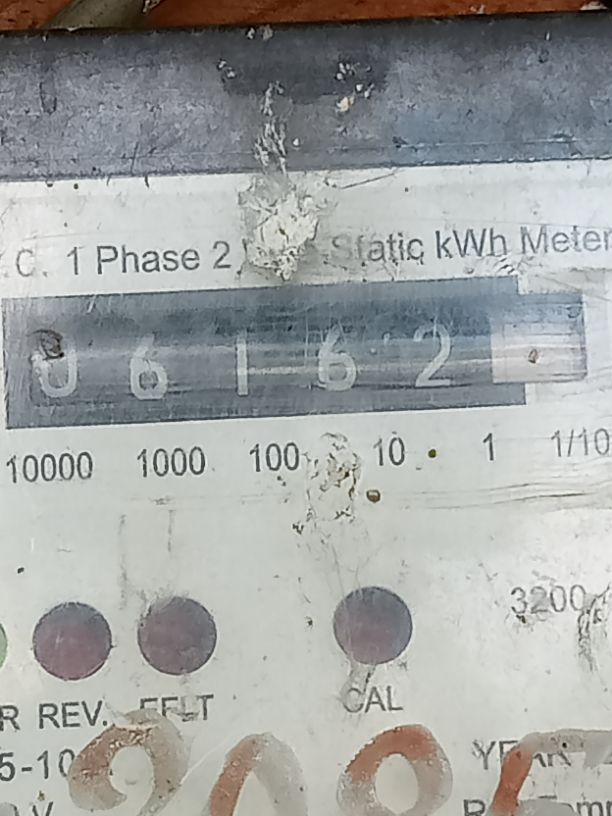 .C. 1 Phase 2 Static kWh Meter
0 6 1 6 2
10000 1000 100 10 1 1/10
3200
R REV. EELT CAL
5-10